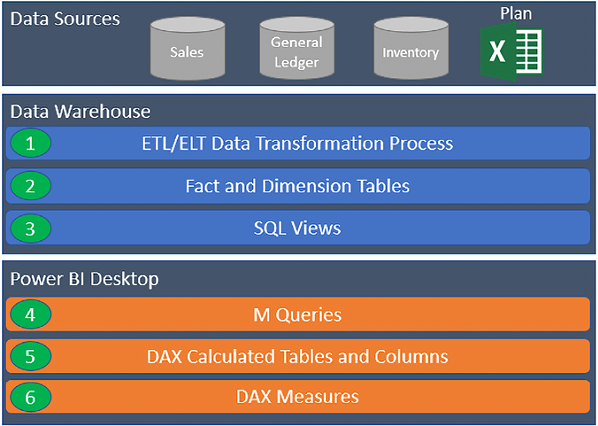 Data Sources
Sales
General
Ledger
Inventory
Plan
X
Data Warehouse
1 ETL/ELT Data Transformation Process
2 Fact and Dimension Tables
3 SQL Views
Power BI Desktop
4 M Queries
5 DAX Calculated Tables and Columns
6 DAX Measures